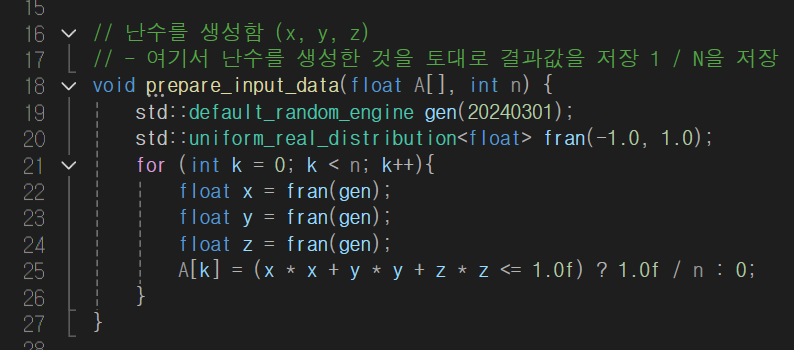 15
16 // 난수를 생성함 (x, y, z)
17 // - 여기서 난수를 생성한 것을 토대로 결과값을 저장 1 / N을 저장
18 void prepare_input_data(float A[], int n) {
19 std::default_random_engine gen(20240301);
20 std::uniform_real_distribution<float> fran(-1.0, 1.0);
21 for (int k = 0; k < n; k++){
22 float x = fran(gen);
23 float y = fran(gen);
24 float z = fran(gen);
25 A[k] = (x * x + y * y + z * z <= 1.0f) ? 1.0f / n : 0;
26 }
27 }
28